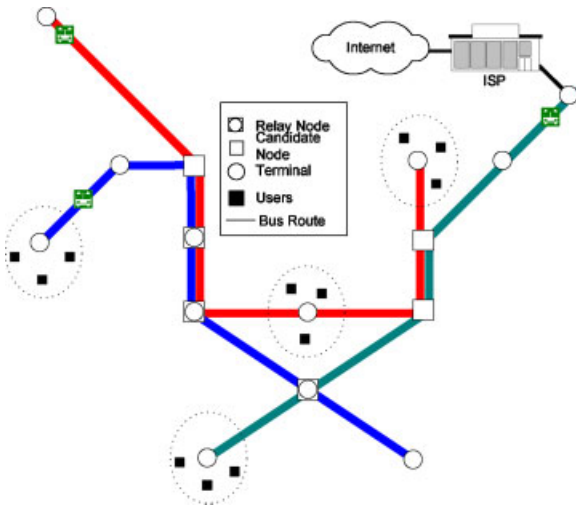 Internet
ISP
Relay Node
Candidate
Node
Terminal
Users
Bus Route